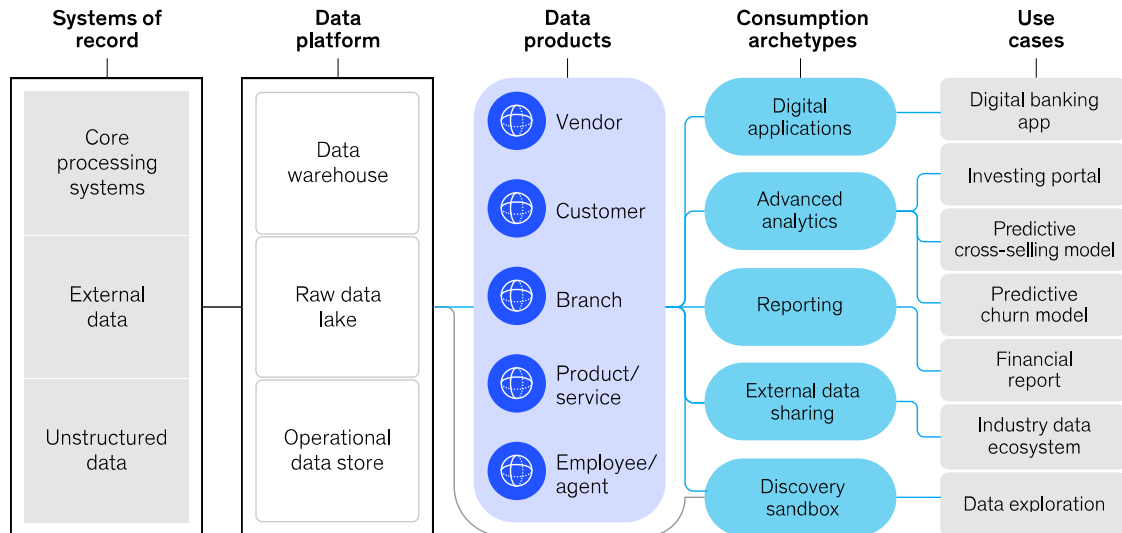 Systems of
record
Data
platform
Data
products
Consumption
archetypes
Use
cases
Core
processing
systems
External
data
Unstructured
data
Data
warehouse
Raw data
lake
Operational
data store
Vendor
Customer
Branch
Product/
service
Employee/
agent
Digital
applications
Advanced
analytics
Reporting
External data
sharing
Discovery
sandbox
Digital banking
app
Investing portal
Predictive
cross-selling model
Predictive
churn model
Financial
report
Industry data
ecosystem
Data exploration